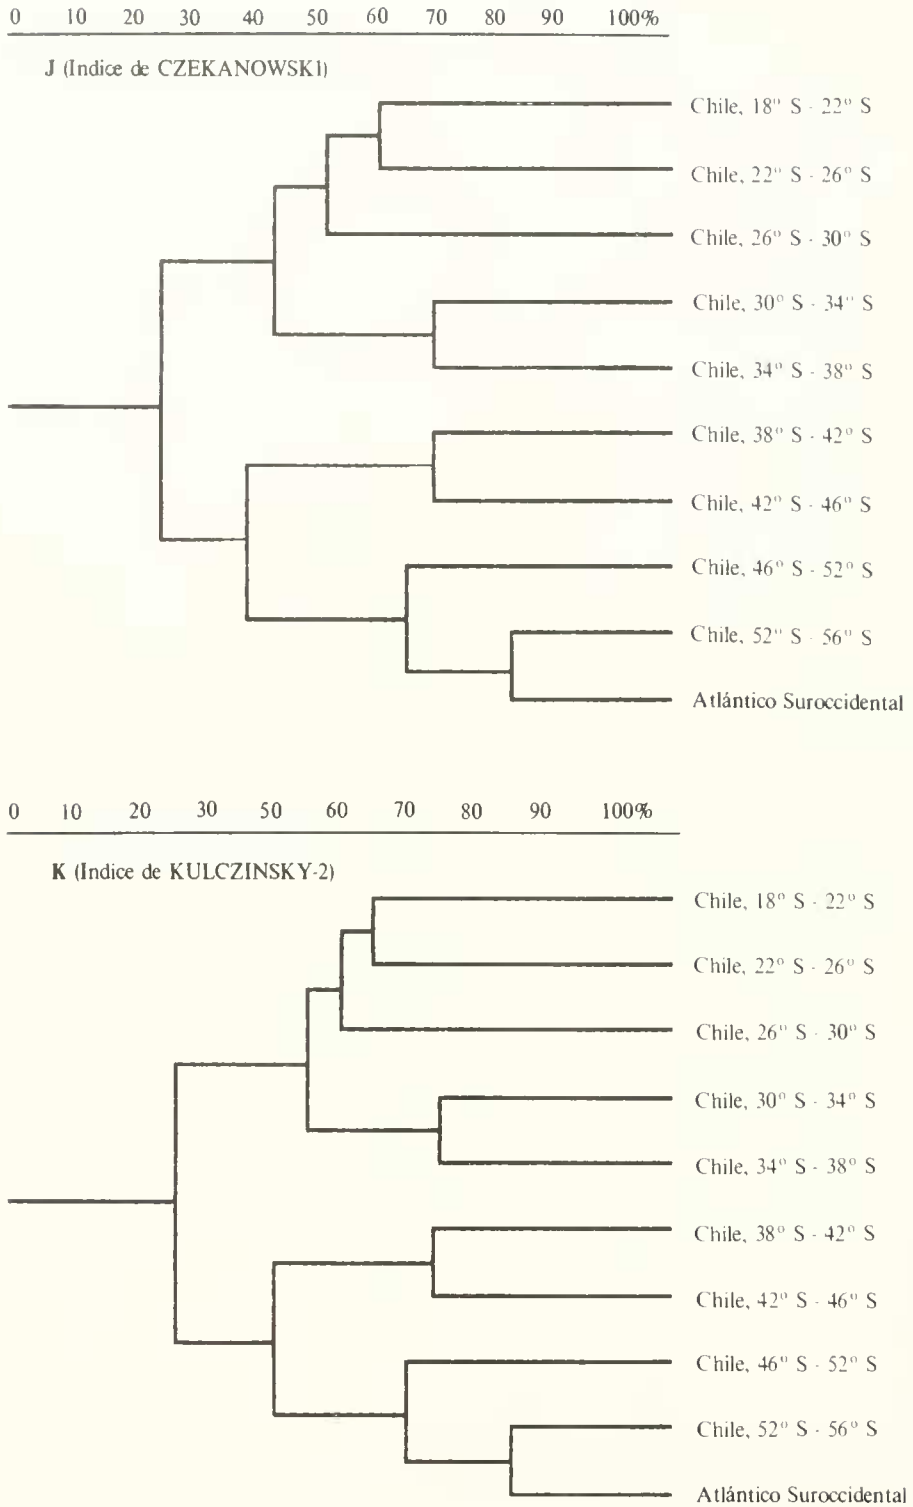 0 10 20 30 40 50 60 70 80 90 100%
J (Indice de CZEKANOWSKI)
Chile, 18° S - 22° S
Chile, 22° S - 26° S
Chile, 26° S - 30° S
Chile, 30° S - 34° S
Chile, 34° S - 38° S
Chile, 38° S - 42° S
Chile, 42° S - 46° S
Chile, 46° S - 52° S
Chile, 52° S - 56° S
Atlántico Suroccidental
0 10 20 30 50 60 70 80 90 100%
K (Indice de KULCZINSKY-2)
Chile, 18° S - 22° S
Chile, 22° S - 26° S
Chile, 26° S - 30° S
Chile, 30° S - 34° S
Chile, 34° S - 38° S
Chile, 38° S - 42° S
Chile, 42° S - 46° S
Chile, 46° S - 52° S
Chile, 52° S - 56° S
Atlántico Suroccidental